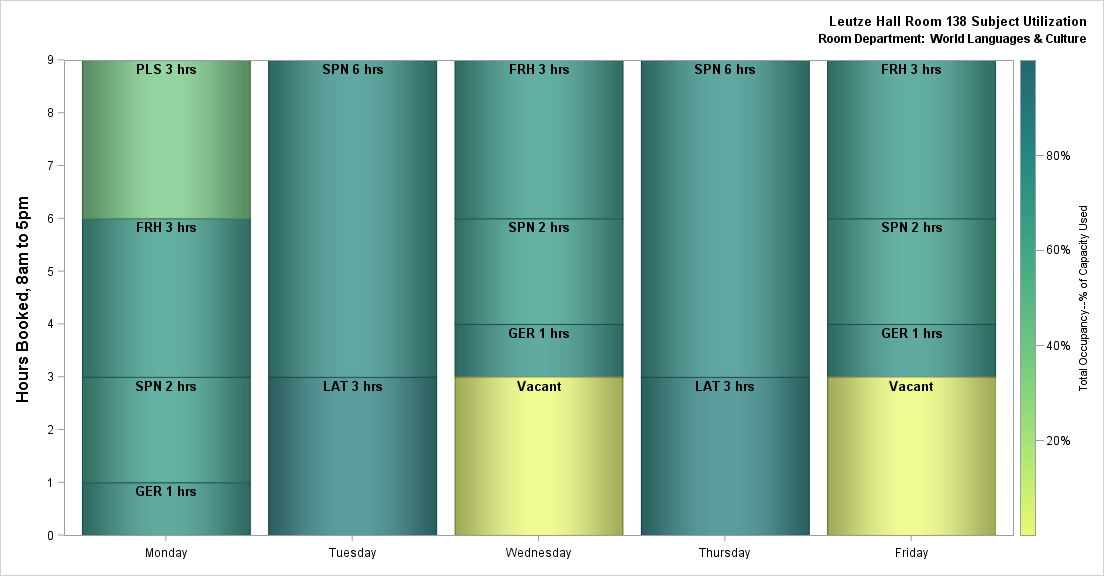 Leutze Hall Room 138 Subject Utilization
Room Department: World Languages & Culture
Hours Booked, 8am to 5pm
9
8
7
6
5
4
3
2
1
0
PLS 3 hrs
FRH 3 hrs
SPN 2 hrs
GER 1 hrs
SPN 6 hrs
LAT 3 hrs
FRH 3 hrs
SPN 2 hrs
GER 1 hrs
Vacant
SPN 6 hrs
LAT 3 hrs
FRH 3 hrs
SPN 2 hrs
GER 1 hrs
Vacant
Monday
Tuesday
Wednesday
Thursday
Friday
80%
60%
40%
20%
Total Occupancy--% of Capacity Used